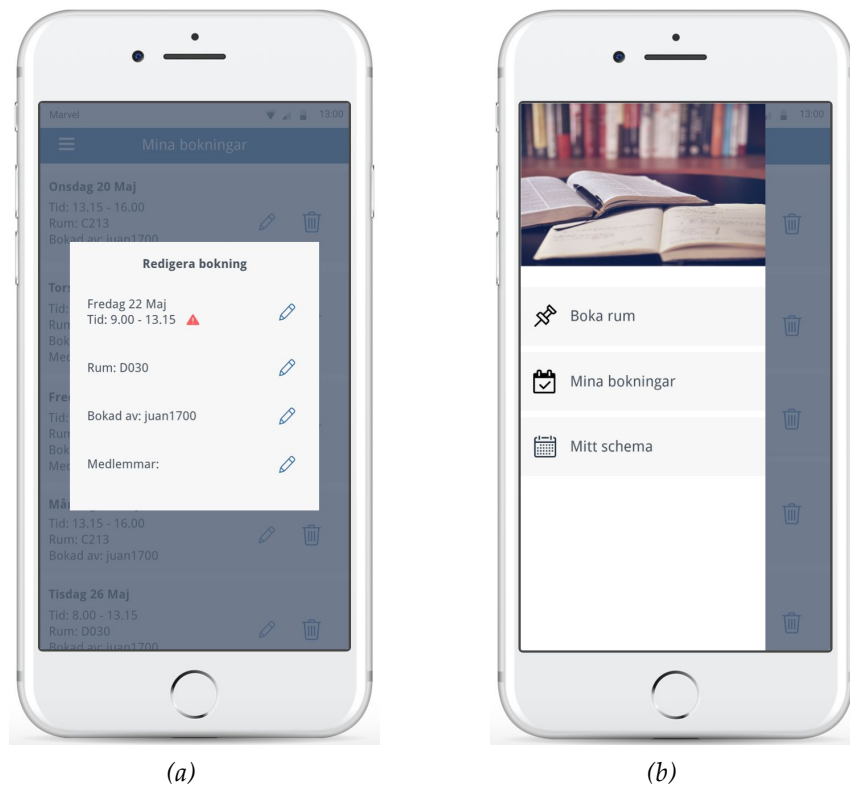 Marvel
13:00
Mina bokningar
Onsdag 20 Maj
Tid: 13.15 - 16.00
Rum: C213
Bokad av: juan1700
Redigera bokning
Fredag 22 Maj
Tid: 9.00 - 13.15
Rum: D030
Bokad av: juan1700
Medlemmar:
Tid: 13.15 - 16.00
Rum: C213
Bokad av: juan1700
Tisdag 26 Maj
Tid: 8.00 - 13.15
Rum: D030
Bokad av: juan1700
(a)
13:00
Boka rum
Mina bokningar
Mitt schema
(b)